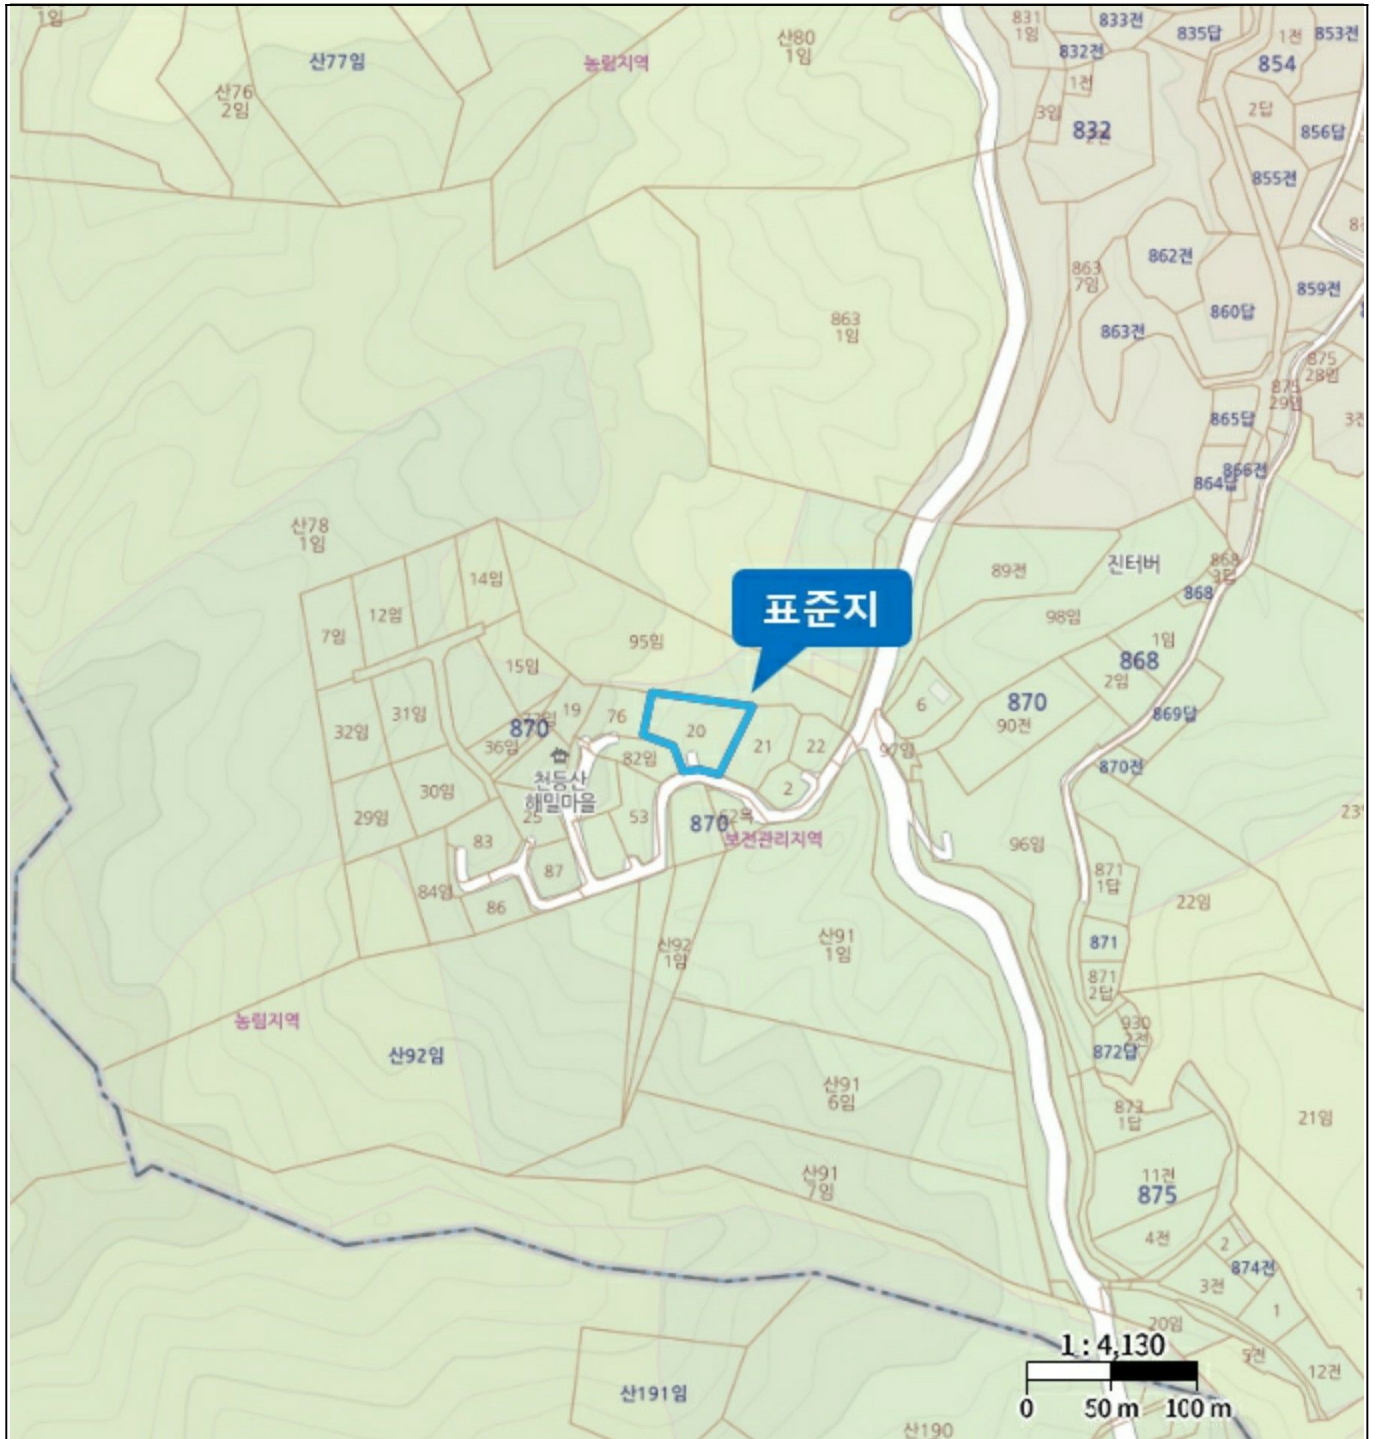 1임
산77임
산76
2임
농림지역
산80
1임
831
1임
833전
832전
835답
1전
853전
854
1전
3임
832
2답
856답
855전
862전
863
7임
859전
860답
863전
863
1임
875
28임
875
29임
865답
866전
864답
산78
1임
14임
12임
7임
95임
표준지
89전
진터버
868
868
98임
1임
868
2임
15임
19
76
20
21
22
6
870
90전
869답
31임
32임
870
36임
82임
97임
870전
천등산
해밀마을
2
30임
29임
25
53
870
보전관리지역
83
87
84임
86
96임
871
1답
22임
산92
1임
산91
1임
871
871
2답
농림지역
산92임
930
872답
산91
6임
873
1답
21임
산91
7임
11전
875
4전
2
874전
3전
1
20임
1 : 4,130
5전
12전
0 50 m 100 m
산191임
산190